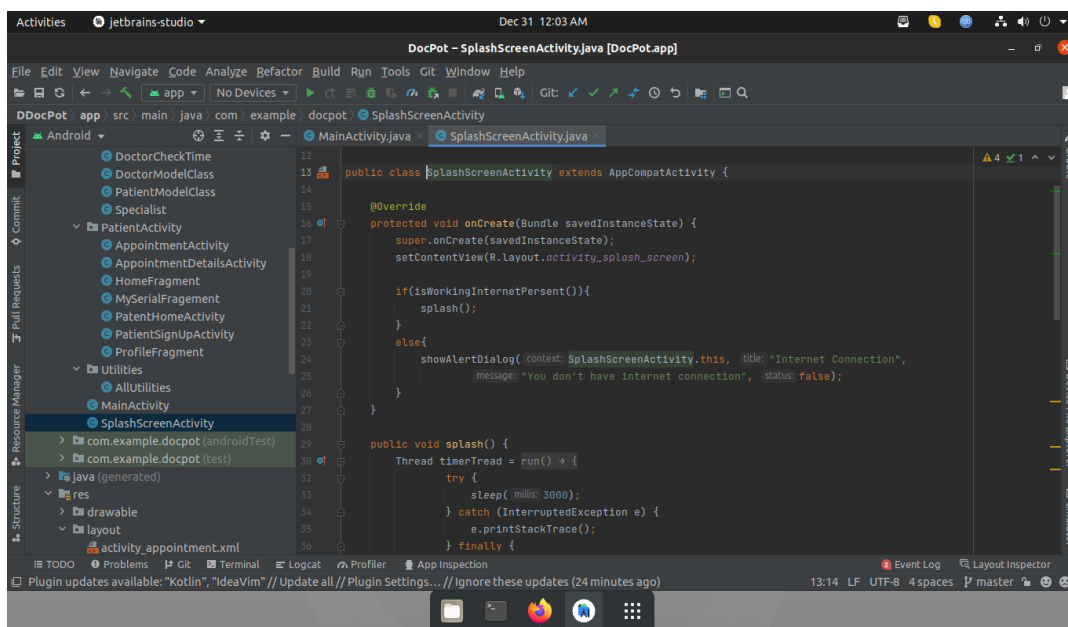 Activities jetbrains-studio Dec 31 12:03 AM
DocPot – SplashScreenActivity.java [DocPot.app]
File Edit View Navigate Code Analyze Refactor Build Run Tools Git Window Help
app No Devices Git:
DDocPot app src main java com example docpot SplashScreenActivity
Android MainActivity.java SplashScreenActivity.java
Project
Commit
Pull Requests
Resource Manager
Structure
DoctorCheckTime
DoctorModelClass
PatientModelClass
Specialist
PatientActivity
AppointmentActivity
AppointmentDetailsActivity
HomeFragment
MySerialFragement
PatentHomeActivity
PatientSignUpActivity
ProfileFragment
Utilities
AllUtilities
MainActivity
SplashScreenActivity
com.example.docpot (androidTest)
com.example.docpot (test)
java (generated)
res
drawable
layout
activity_appointment.xml
4 1
12
13 public class SplashScreenActivity extends AppCompatActivity {
14
15 @Override
16 protected void onCreate(Bundle savedInstanceState) {
17 super.onCreate(savedInstanceState);
18 setContentView(R.layout.activity_splash_screen);
19
20 if(isWorkingInternetPersent()){
21 splash();
22 }
23 else{
24 showAlertDialog( context: SplashScreenActivity.this, title: "Internet Connection",
25 message: "You don't have internet connection", status: false);
26 }
27 }
28
29 public void splash() {
30 Thread timerTread = run() → {
32 try {
33 sleep( millis: 3000);
34 } catch (InterruptedException e) {
35 e.printStackTrace();
36 } finally {
TODO Problems Git Terminal Logcat Profiler App Inspection 2 Event Log Layout Inspector
Plugin updates available: "Kotlin", "IdeaVim" // Update all // Plugin Settings... // Ignore these updates (24 minutes ago) 13:14 LF UTF-8 4 spaces master